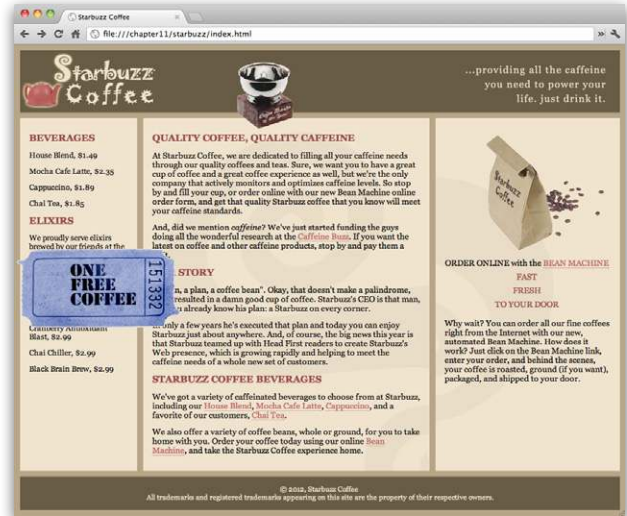 Starbuzz Coffee
file:///chapter11/starbuzz/index.html
Starbuzz
Coffee
...providing all the caffeine
you need to power your
life. just drink it.
BEVERAGES
House Blend, $1.49
Mocha Cafe Latte, $2.35
Cappuccino, $1.89
Chai Tea, $1.85
ELIXIRS
We proudly serve elixirs
brewed by our friends at the
ONE
FREE
COFFEE
151332
Blast, $2.99
Chai Chiller, $2.99
Black Brain Brew, $2.99
QUALITY COFFEE, QUALITY CAFFEINE
At Starbuzz Coffee, we are dedicated to filling all your caffeine needs
through our quality coffees and teas. Sure, we want you to have a great
cup of coffee and a great coffee experience as well, but we're the only
company that actively monitors and optimizes caffeine levels. So stop
by and fill your cup, or order online with our new Bean Machine online
order form, and get that quality Starbuzz coffee that you know will meet
your caffeine standards.
And, did we mention caffeine? We've just started funding the guys
doing all the wonderful research at the Caffeine Buzz. If you want the
latest on coffee and other caffeine products, stop by and pay them a
STORY
plan, a coffee bean". Okay, that doesn't make a palindrome,
resulted in a damn good cup of coffee. Starbuzz's CEO is that man,
already know his plan: a Starbuzz on every corner.
only a few years he's executed that plan and today you can enjoy
Starbuzz just about anywhere. And, of course, the big news this year is
that Starbuzz teamed up with Head First readers to create Starbuzz's
Web presence, which is growing rapidly and helping to meet the
caffeine needs of a whole new set of customers.
STARBUZZ COFFEE BEVERAGES
We've got a variety of caffeinated beverages to choose from at Starbuzz,
including our House Blend, Mocha Cafe Latte, Cappuccino, and a
favorite of our customers, Chai Tea.
We also offer a variety of coffee beans, whole or ground, for you to take
home with you. Order your coffee today using our online Bean
Machine, and take the Starbuzz Coffee experience home.
Starbuzz
Coffee
ORDER ONLINE with the BEAN MACHINE
FAST
FRESH
TO YOUR DOOR
Why wait? You can order all our fine coffees
right from the Internet with our new,
automated Bean Machine. How does it
work? Just click on the Bean Machine link,
enter your order, and behind the scenes,
your coffee is roasted, ground (if you want),
packaged, and shipped to your door.
© 2012, Starbuzz Coffee
All trademarks and registered trademarks appearing on this site are the property of their respective owners.